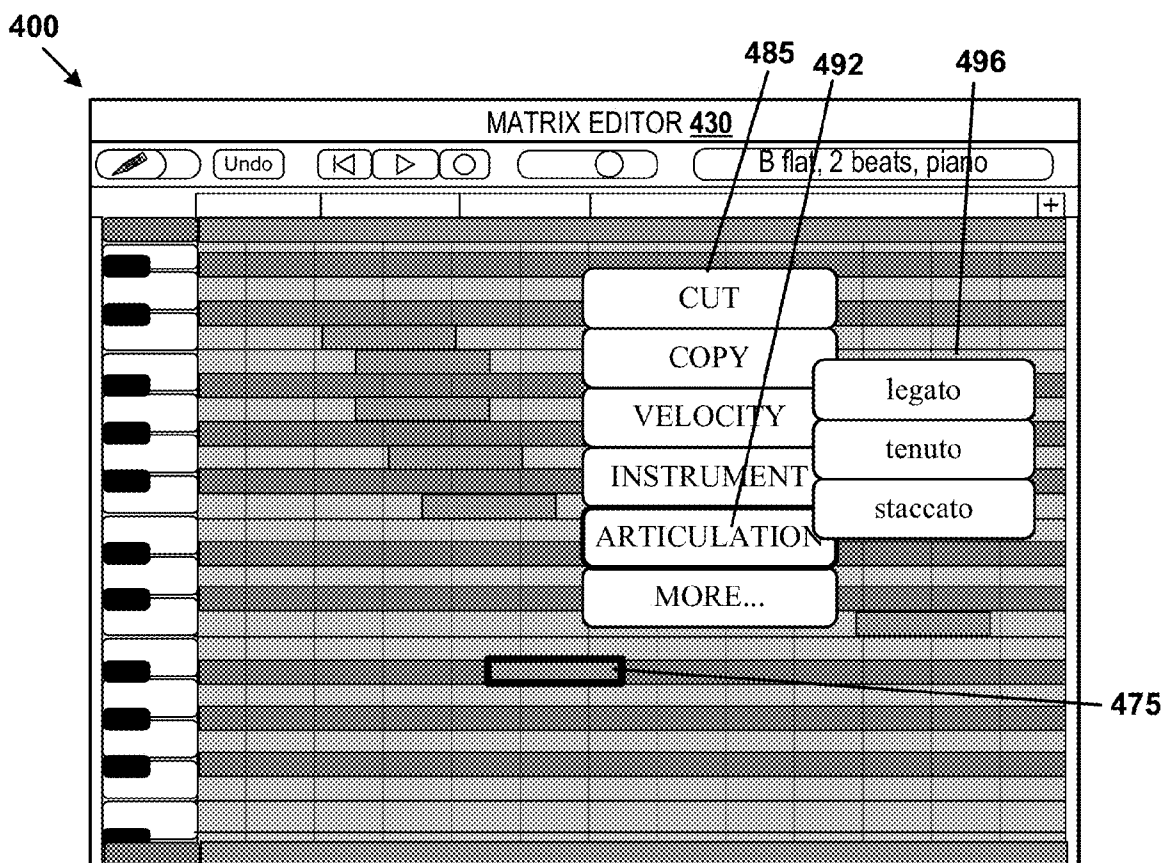 400
485 492 496
MATRIX EDITOR 430
Undo B flat, 2 beats, piano
+
CUT
COPY
legato
VELOCITY
tenuto
INSTRUMENT
staccato
ARTICULATION
MORE...
475